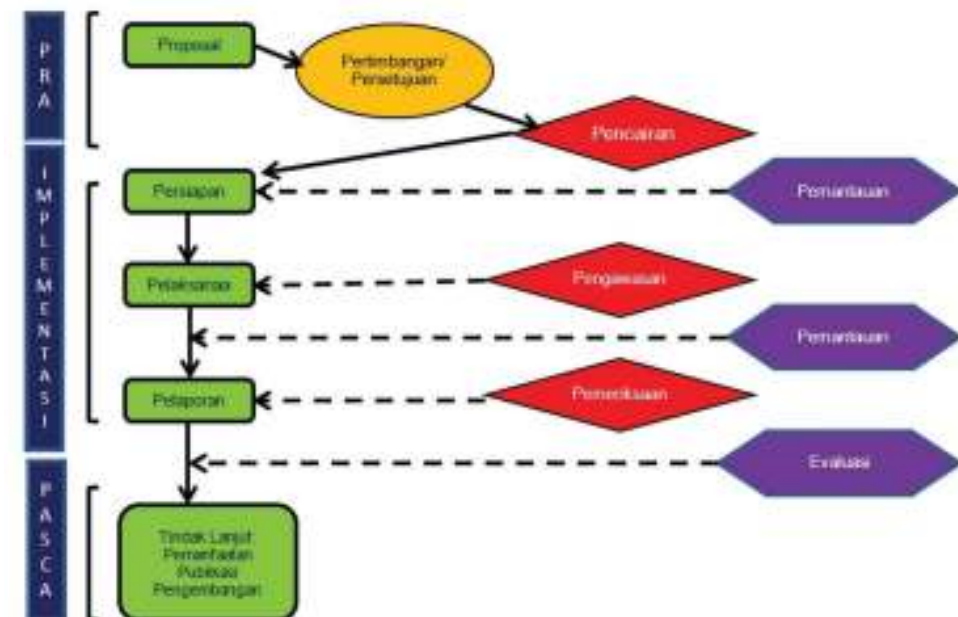 PRA
Proposal
Pertimbangan/
Persetujuan
Pencairan
IMPLEMENTASI
Persiapan
Pemantauan
Pelaksanaan
Pengawasan
Pemantauan
Pelaporan
Pemeriksaan
Evaluasi
PASCA
Tindak Lanjut
Pemanfaatan
Publikasi
Pengembangan